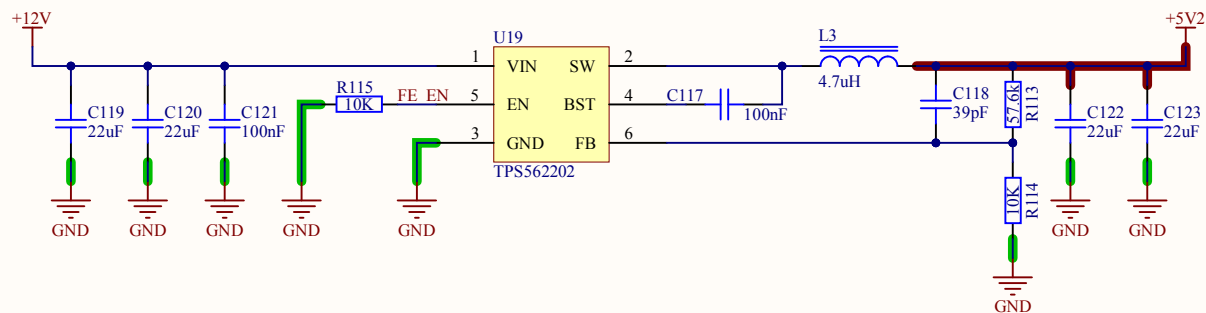 +12V
+5V2
U19
L3
1
VIN
SW
2
4.7uH
R115
10K
FE_EN
5
EN
BST
4
C117
100nF
C119
22uF
C120
22uF
C121
100nF
C118
39pF
57.6k
R113
C122
22uF
C123
22uF
3
GND
FB
6
TPS562202
10K
R114
GND
GND
GND
GND
GND
GND
GND
GND